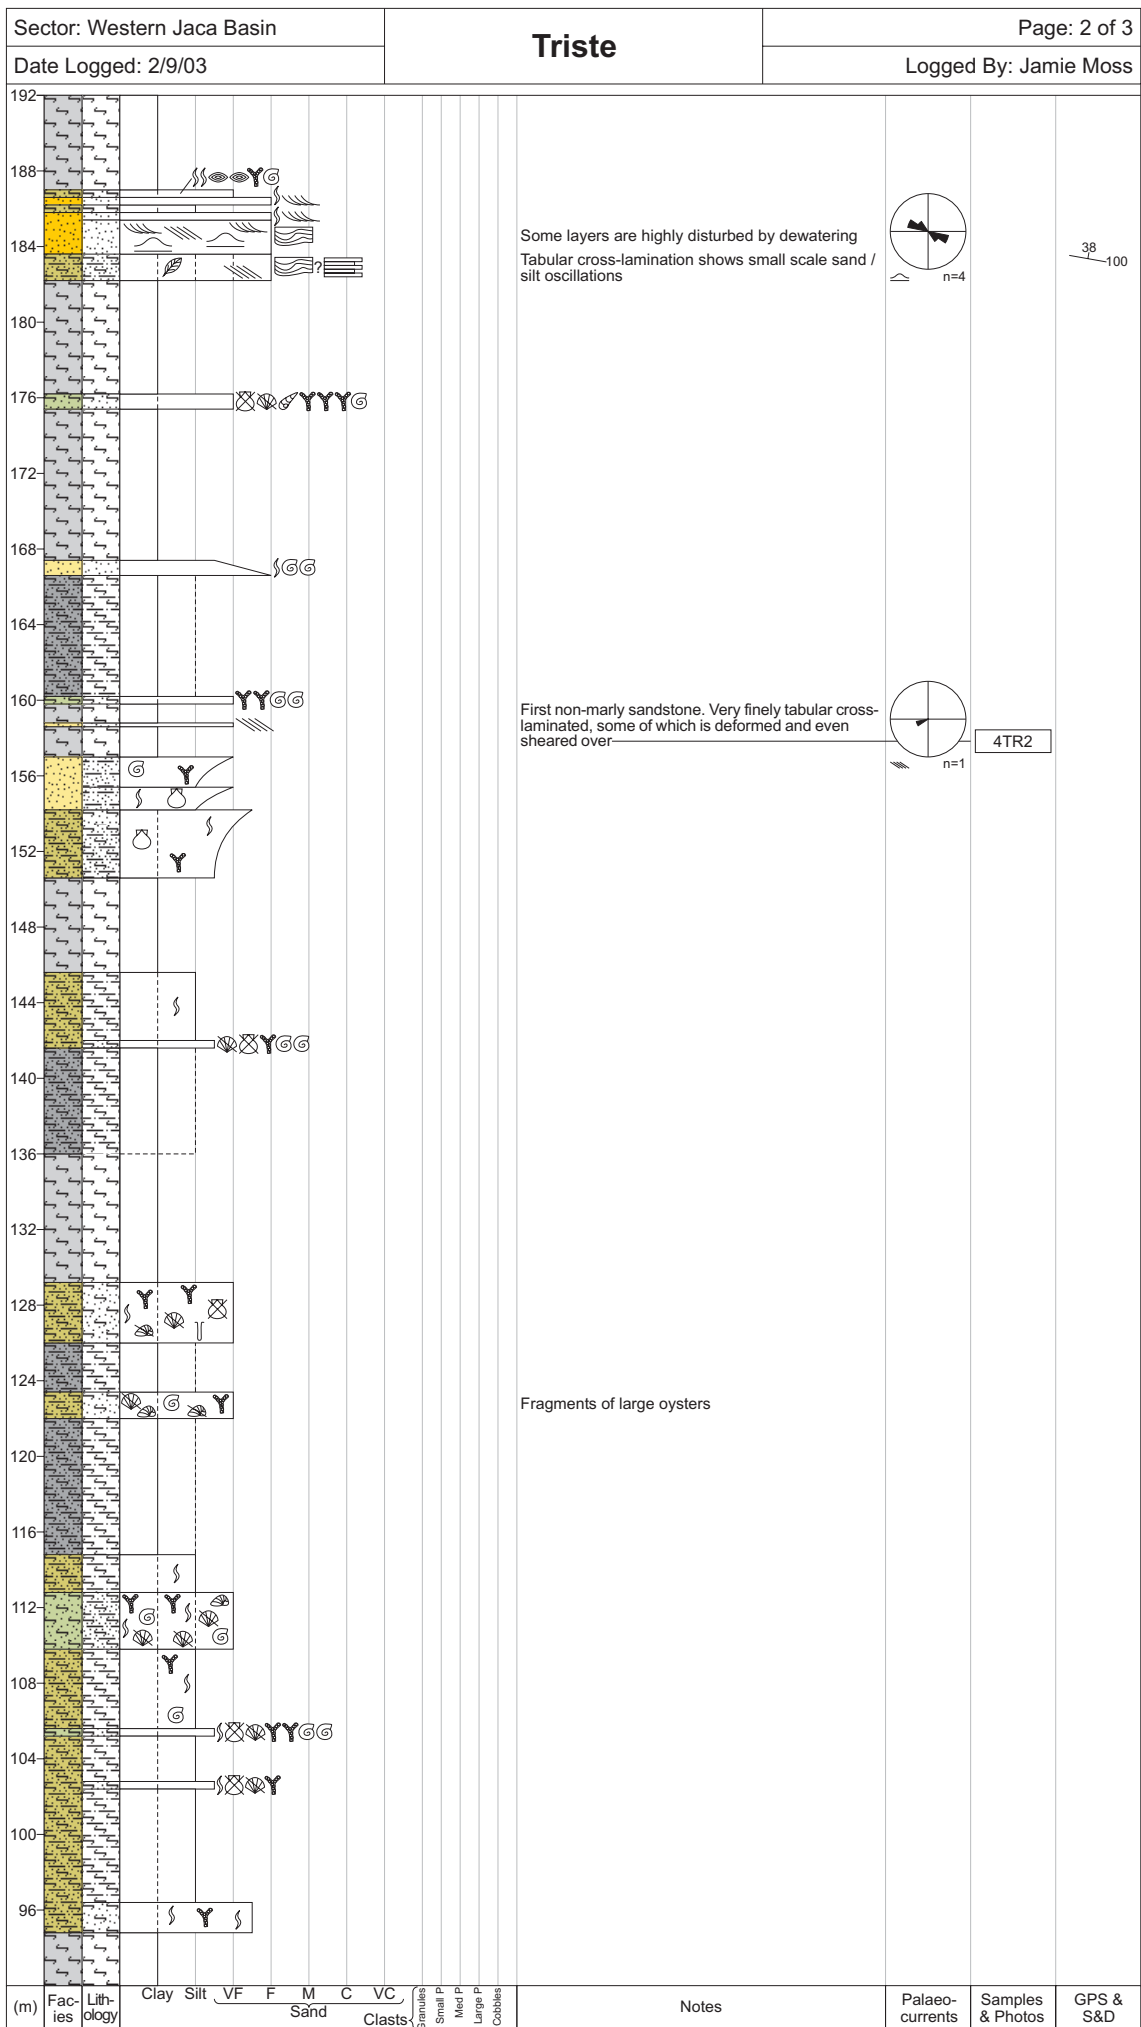 Sector: Western Jaca Basin
Triste
Page: 2 of 3
Date Logged: 2/9/03
Logged By: Jamie Moss
192
188
184
Some layers are highly disturbed by dewatering
Tabular cross-lamination shows small scale sand /
silt oscillations
n=4
38
100
?
180
176
172
168
164
160
First non-marly sandstone. Very finely tabular cross-
laminated, some of which is deformed and even
sheared over
n=1
4TR2
156
152
148
144
140
136
132
128
124
Fragments of large oysters
120
116
112
108
104
100
96
(m)
Fac-
ies
Lith-
ology
Clay
Silt
VF
F
M
C
VC
Sand
Clasts
Granules
Small P
Med P
Large P
Cobbles
Notes
Palaeo-
currents
Samples
& Photos
GPS &
S&D